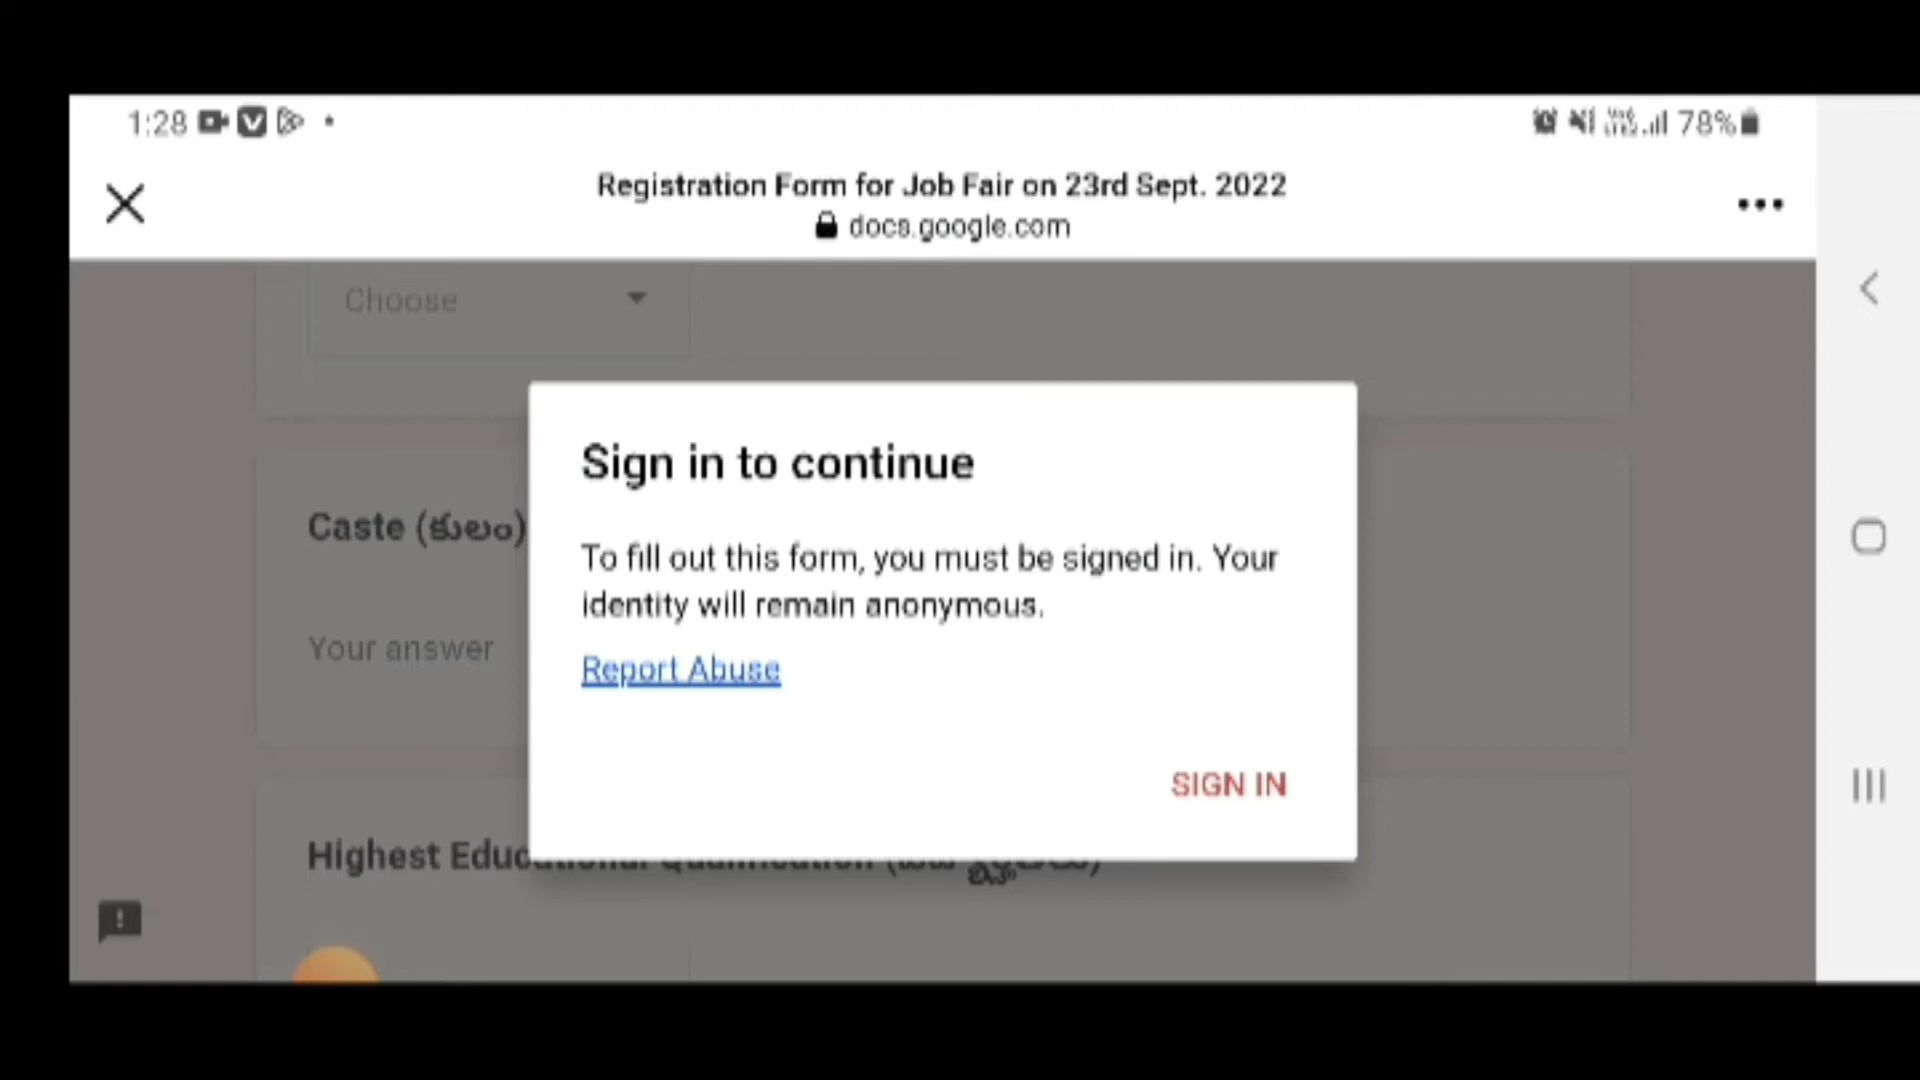 1:28
78%
Registration Form for Job Fair on 23rd Sept. 2022
docs.google.com
Choose
Sign in to continue
Caste (కులం)
To fill out this form, you must be signed in. Your
identity will remain anonymous.
Your answer
Report Abuse
SIGN IN
Highest Educational Qualification